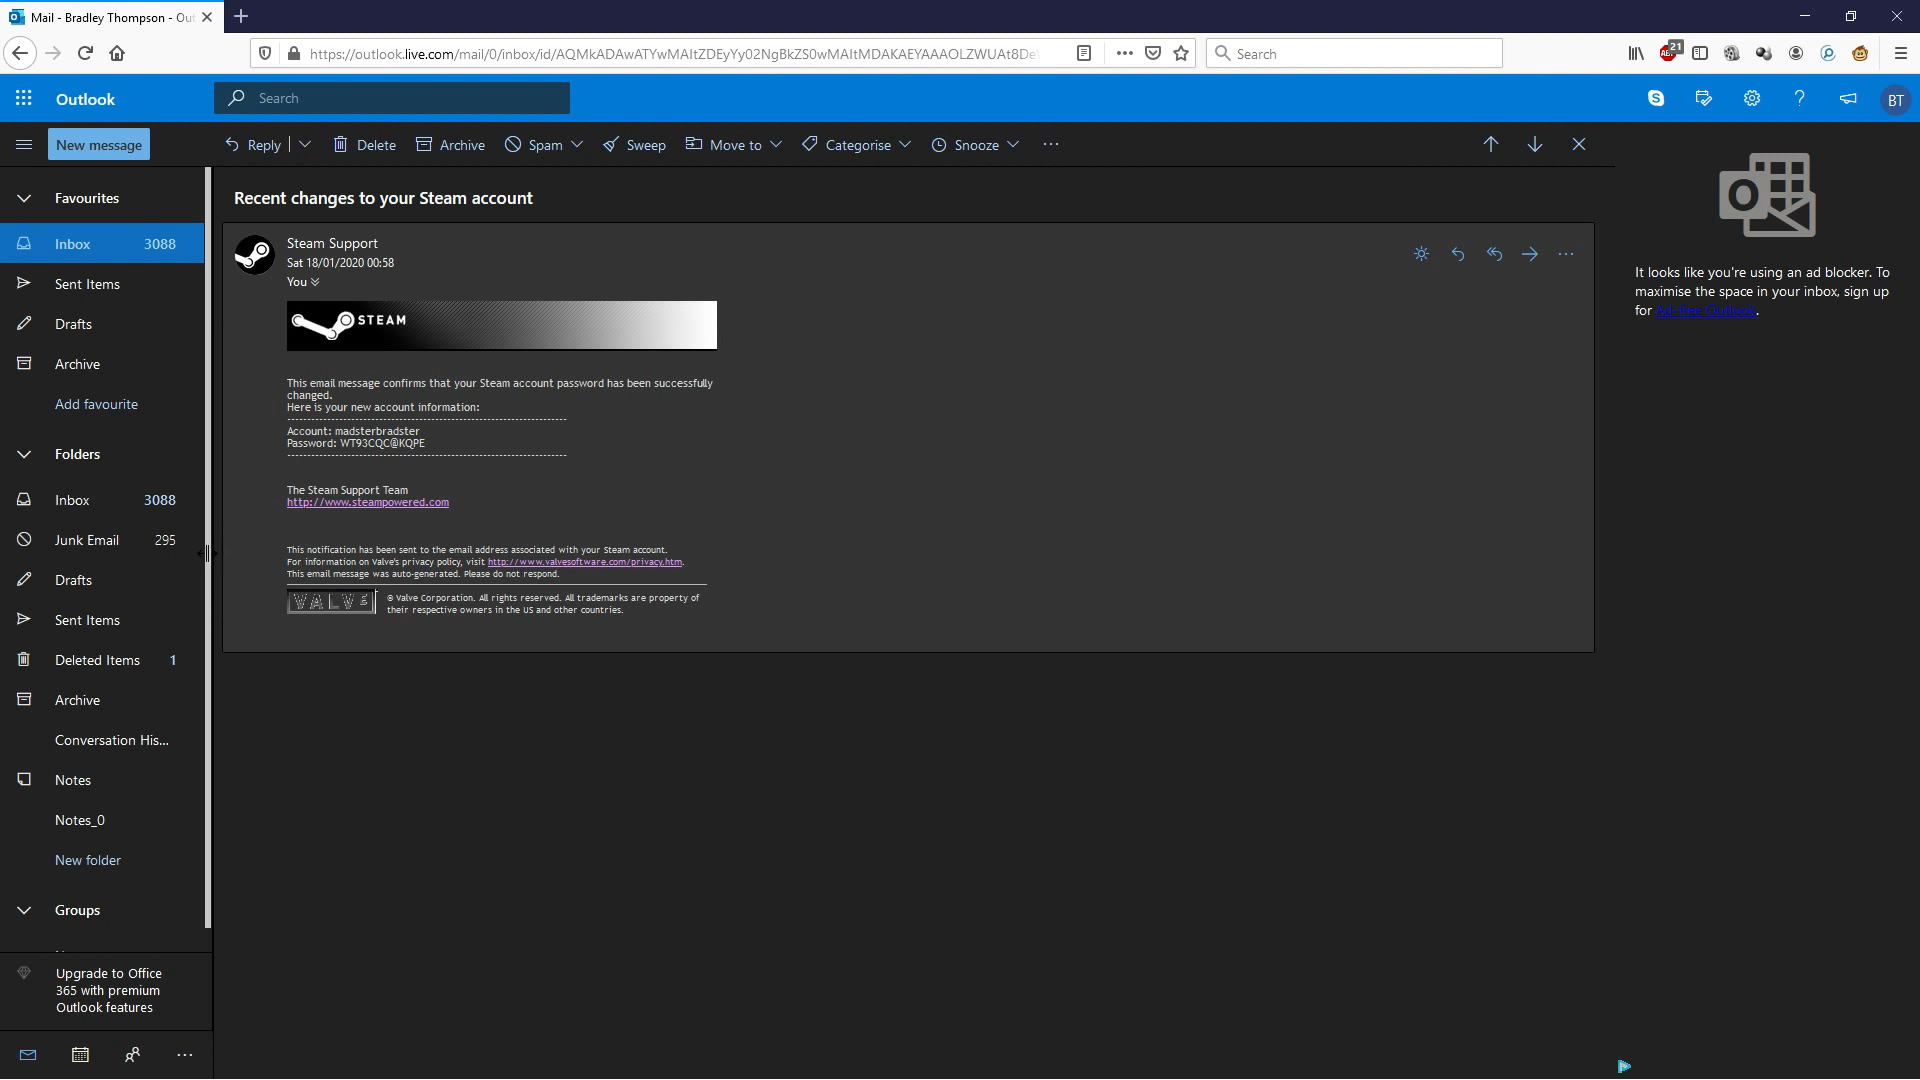 Mail - Bradley Thompson - Out
https://outlook.live.com/mail/0/inbox/id/AQMkADAwATYwMAItZDEyYy02NgBkZS0wMAItMDAKAEYAAAOLZWUAt8De
Search
21
Outlook
Search
BT
New message
Reply
Delete
Archive
Spam
Sweep
Move to
Categorise
Snooze
Favourites
Inbox 3088
Sent Items
Drafts
Archive
Add favourite
Folders
Inbox 3088
Junk Email 295
Drafts
Sent Items
Deleted Items 1
Archive
Conversation His...
Notes
Notes_0
New folder
Groups
Upgrade to Office
365 with premium
Outlook features
Recent changes to your Steam account
Steam Support
Sat 18/01/2020 00:58
You
STEAM
This email message confirms that your Steam account password has been successfully
changed.
Here is your new account information:
----------------------------------------------------------------------
Account: madsterbradster
Password: WT93CQC@KQPE
----------------------------------------------------------------------
The Steam Support Team
http://www.steampowered.com
This notification has been sent to the email address associated with your Steam account.
For information on Valve's privacy policy, visit http://www.valvesoftware.com/privacy.htm.
This email message was auto-generated. Please do not respond.
VALVE
© Valve Corporation. All rights reserved. All trademarks are property of
their respective owners in the US and other countries.
It looks like you're using an ad blocker. To
maximise the space in your inbox, sign up
for Ad-free Outlook.